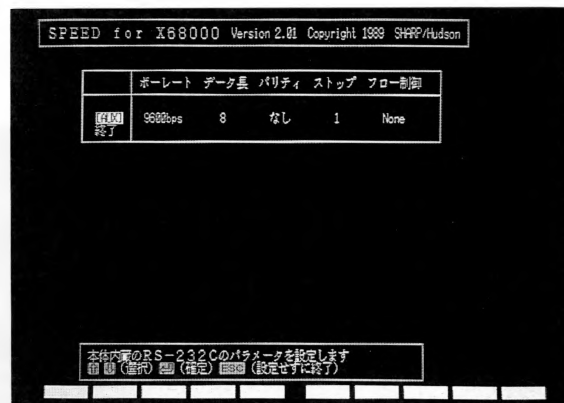 SPEED for X68000 Version 2.01 Copyright 1989 SHARP/Hudson
ボーレート データ長 パリティ ストップ フロー制御
[AUX] 9600bps 8 なし 1 None
終了
本体内蔵のRS-232Cのパラメータを設定します
↑ ↓ (選択) ↵ (確定) ESC (設定せずに終了)